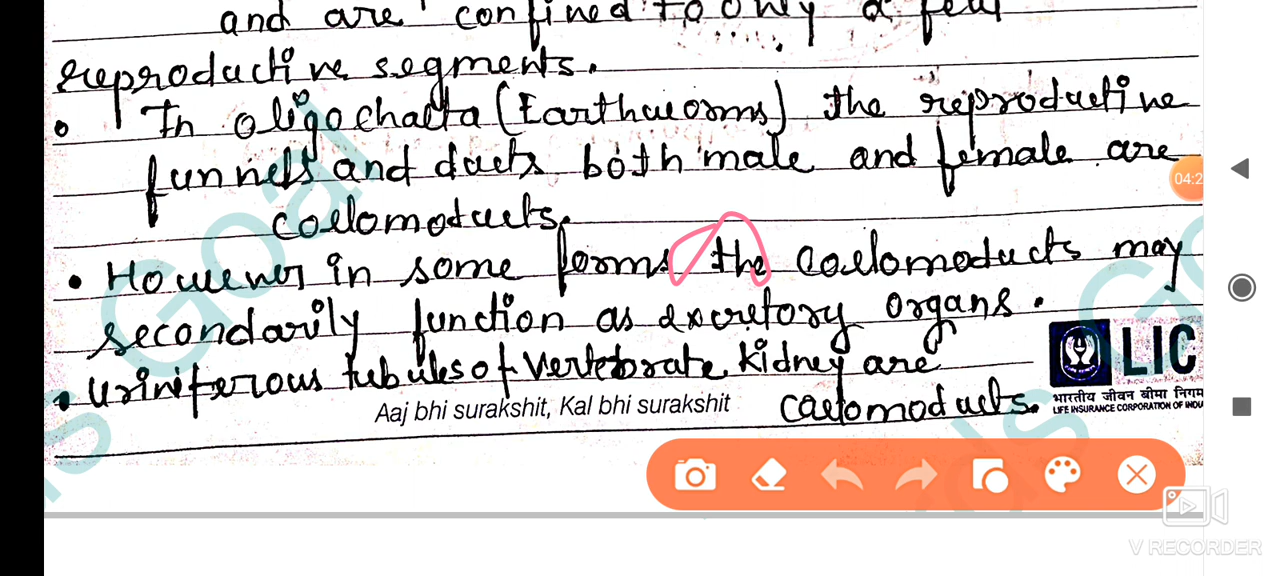 and are confined to only a few
reproductive segments.
• In oligochaeta (Earthworms) the reproductive
funnels and ducts both male and female are
coelomoducts.
• However in some forms the coelomoducts may
secondarily function as excretory organs.
• Uriniferous tubules of vertebrate kidney are
coelomoducts.
Aaj bhi surakshit, Kal bhi surakshit
LIC
भारतीय जीवन बीमा निगम
LIFE INSURANCE CORPORATION OF INDI
04:2
V RECORDER
Goal